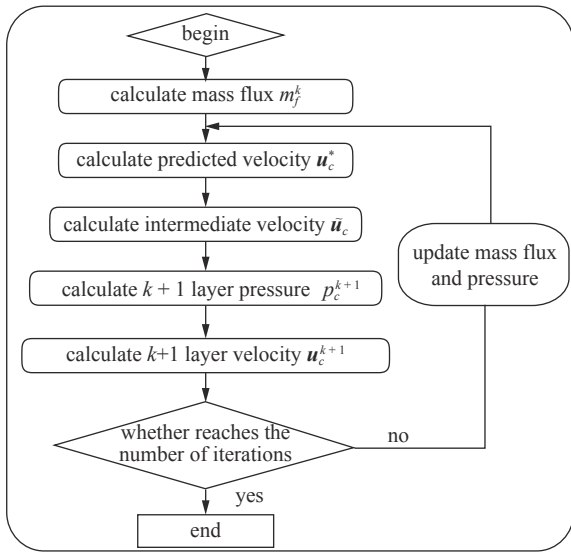 begin
calculate mass flux m_f^k
calculate predicted velocity u_c^*
calculate intermediate velocity ũ_c
calculate k + 1 layer pressure p_c^{k+1}
calculate k+1 layer velocity u_c^{k+1}
whether reaches the
number of iterations
no
update mass flux
and pressure
yes
end